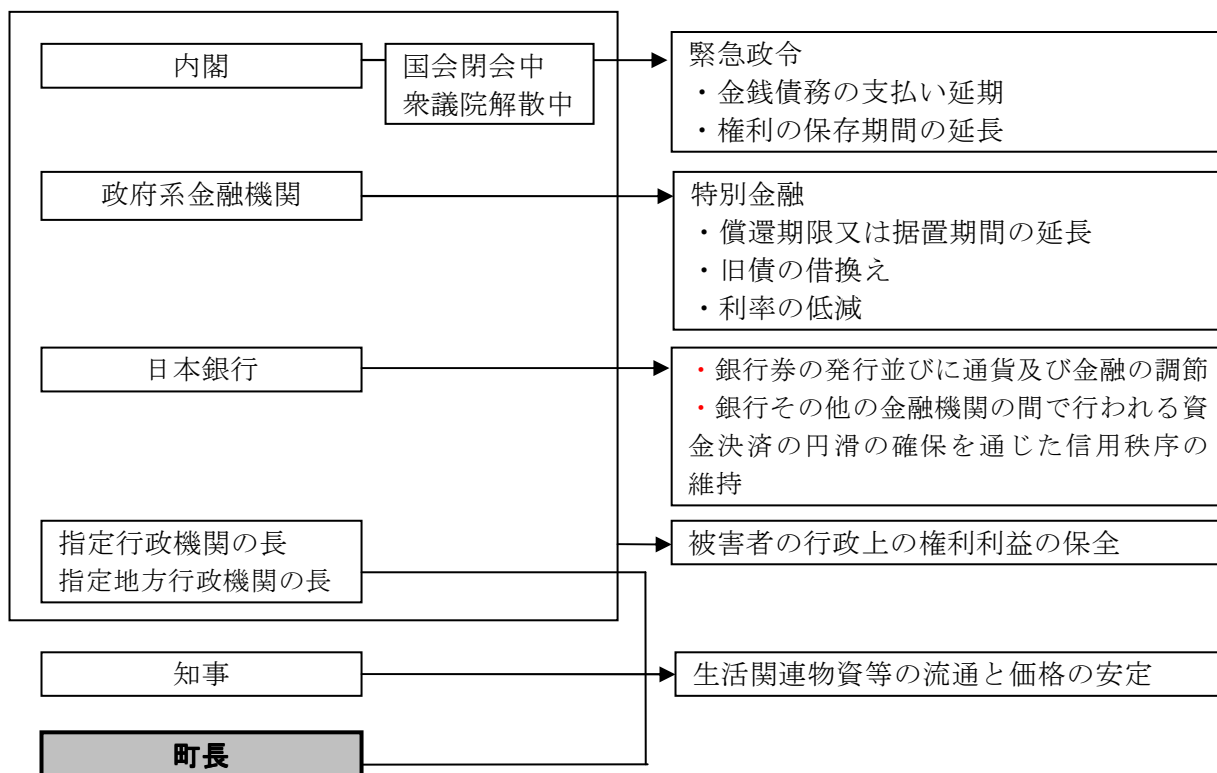 内閣
国会閉会中
衆議院解散中
緊急政令
・金銭債務の支払い延期
・権利の保存期間の延長
政府系金融機関
特別金融
・償還期限又は据置期間の延長
・旧債の借換え
・利率の低減
日本銀行
・銀行券の発行並びに通貨及び金融の調節
・銀行その他の金融機関の間で行われる資
金決済の円滑の確保を通じた信用秩序の
維持
指定行政機関の長
指定地方行政機関の長
被害者の行政上の権利利益の保全
知事
生活関連物資等の流通と価格の安定
町長